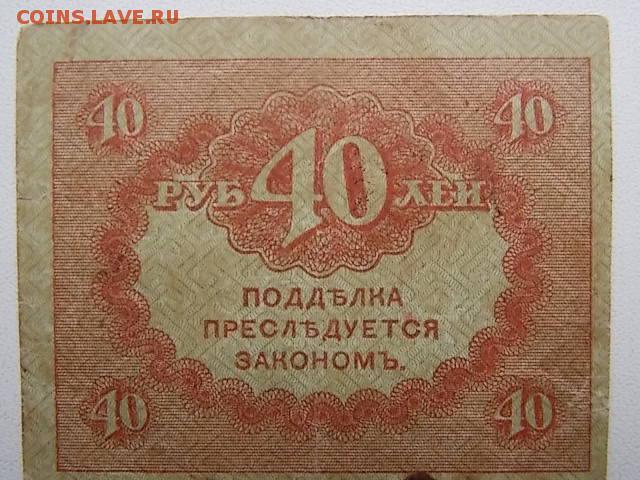 COINS.LAVE.RU
40 40
РУБ 40 ЛЕЙ
ПОДДѢЛКА
ПРЕСЛѢДУЕТСЯ
ЗАКОНОМЪ.
40 40